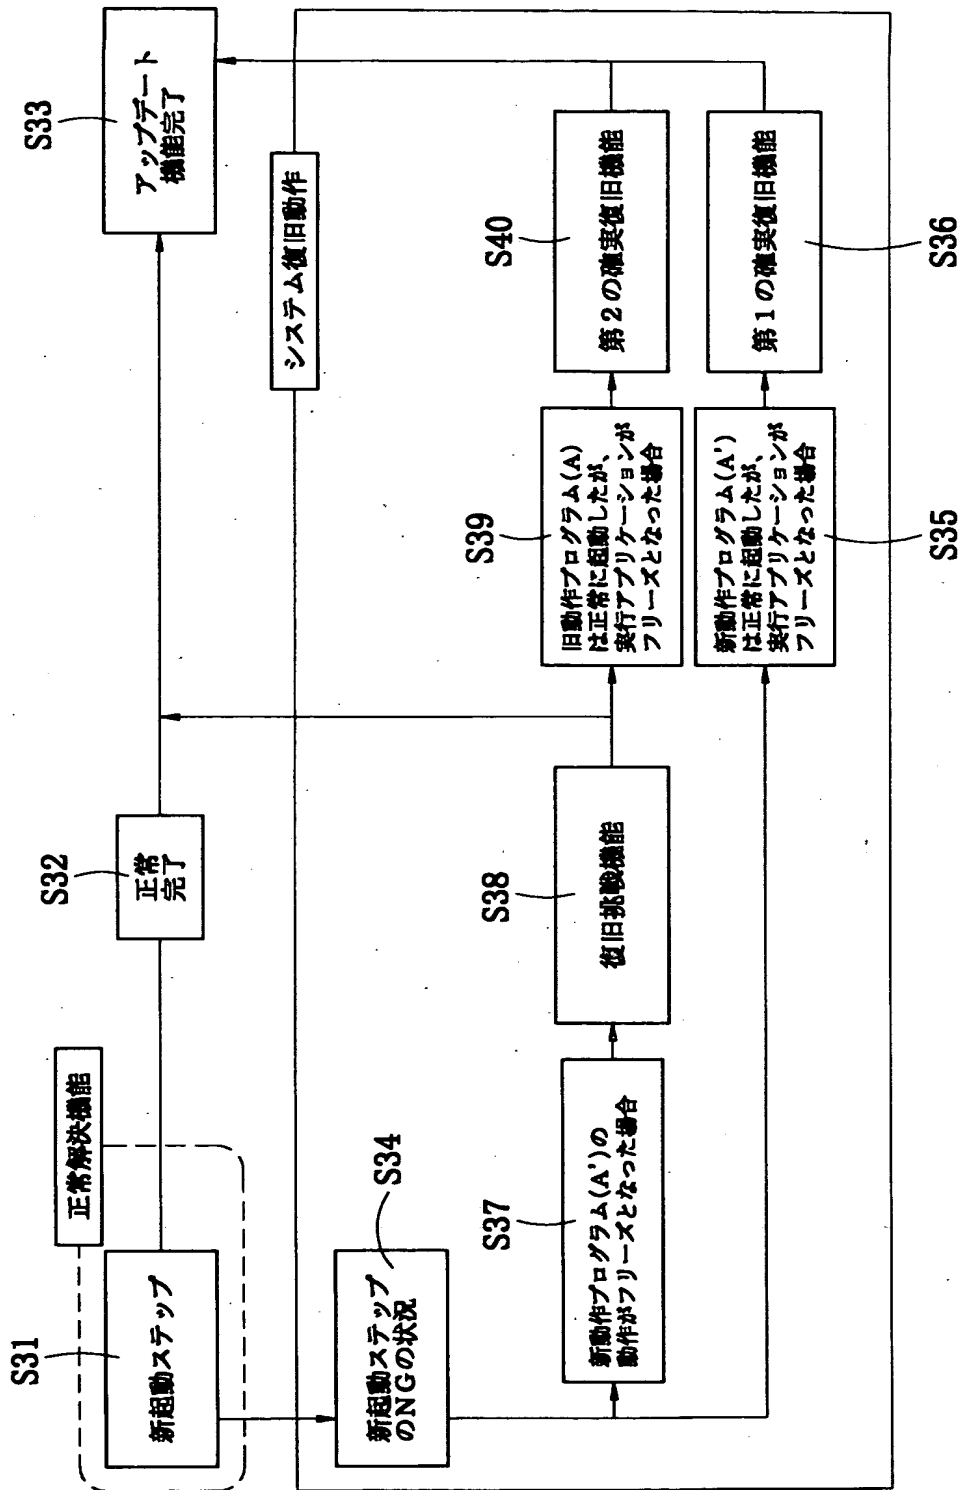 S31
新起動ステップ
正常解決機能
S32
正常
完了
S33
アップデート
機能完了
システム復旧動作
S34
新起動ステップ
のNGの状況
S37
新動作プログラム(A')の
動作がフリーズとなった場合
S38
復旧挑戦機能
S39
旧動作プログラム(A)
は正常に起動したが、
実行アプリケーションが
フリーズとなった場合
S40
第2の確実復旧機能
S35
新動作プログラム(A')
は正常に起動したが、
実行アプリケーションが
フリーズとなった場合
S36
第1の確実復旧機能